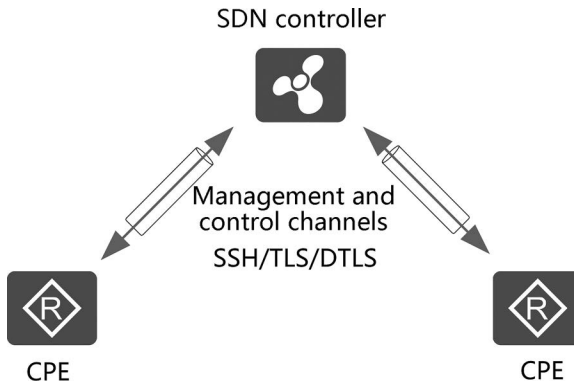 SDN controller
Management and
control channels
SSH/TLS/DTLS
R
R
CPE
CPE